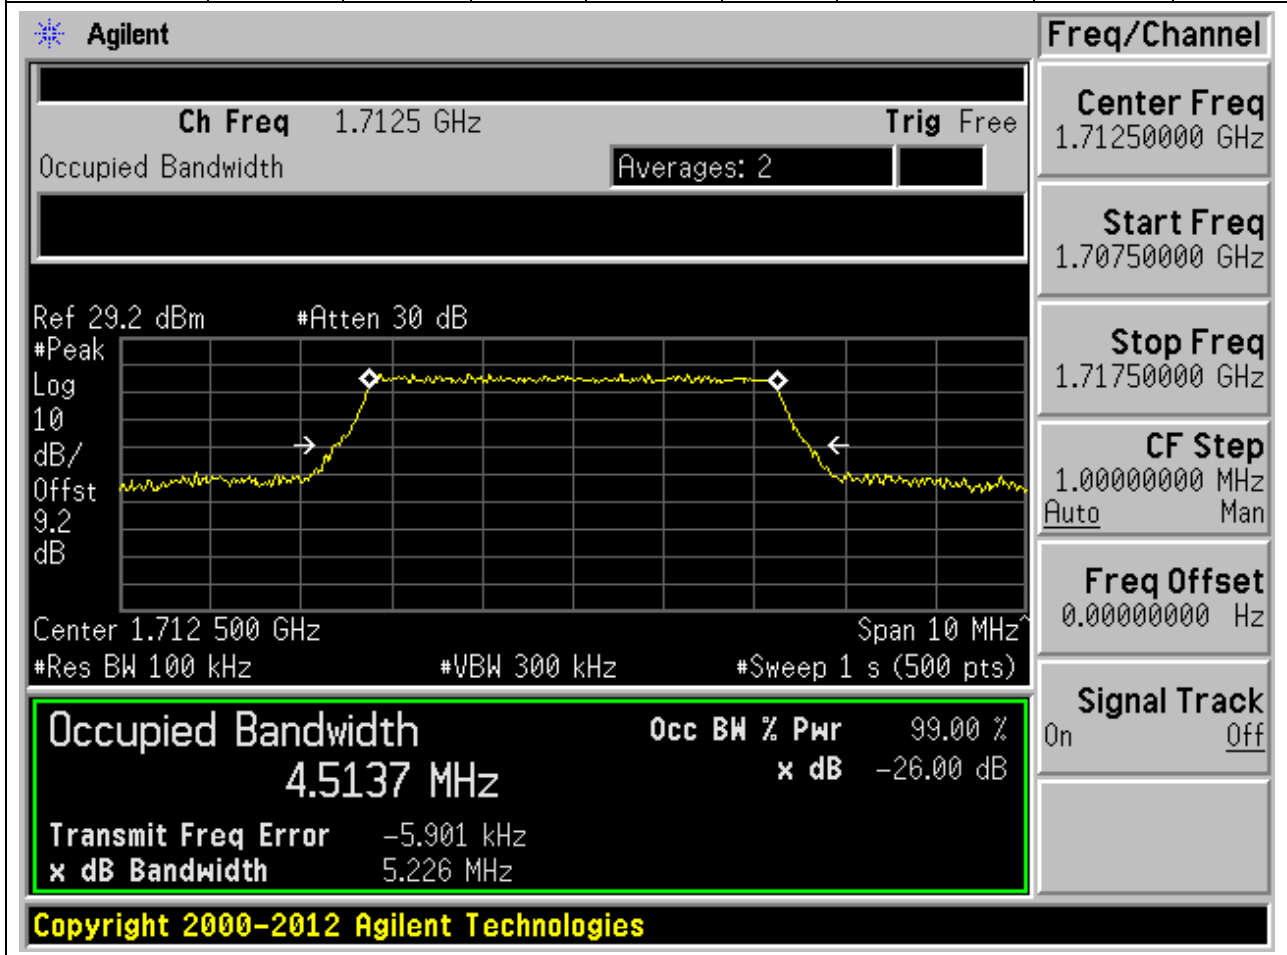 Agilent
Freq/Channel
Ch Freq 1.7125 GHz Trig Free
Occupied Bandwidth Averages: 2
Center Freq
1.71250000 GHz
Start Freq
1.70750000 GHz
Stop Freq
1.71750000 GHz
CF Step
1.00000000 MHz
Auto Man
Freq Offset
0.00000000 Hz
Signal Track
On Off
Ref 29.2 dBm #Atten 30 dB
#Peak
Log
10
dB/
Offst
9.2
dB
Center 1.712 500 GHz Span 10 MHz^
#Res BW 100 kHz #VBW 300 kHz #Sweep 1 s (500 pts)
Occupied Bandwidth Occ BW % Pwr 99.00 %
4.5137 MHz x dB -26.00 dB
Transmit Freq Error -5.901 kHz
x dB Bandwidth 5.226 MHz
Copyright 2000-2012 Agilent Technologies